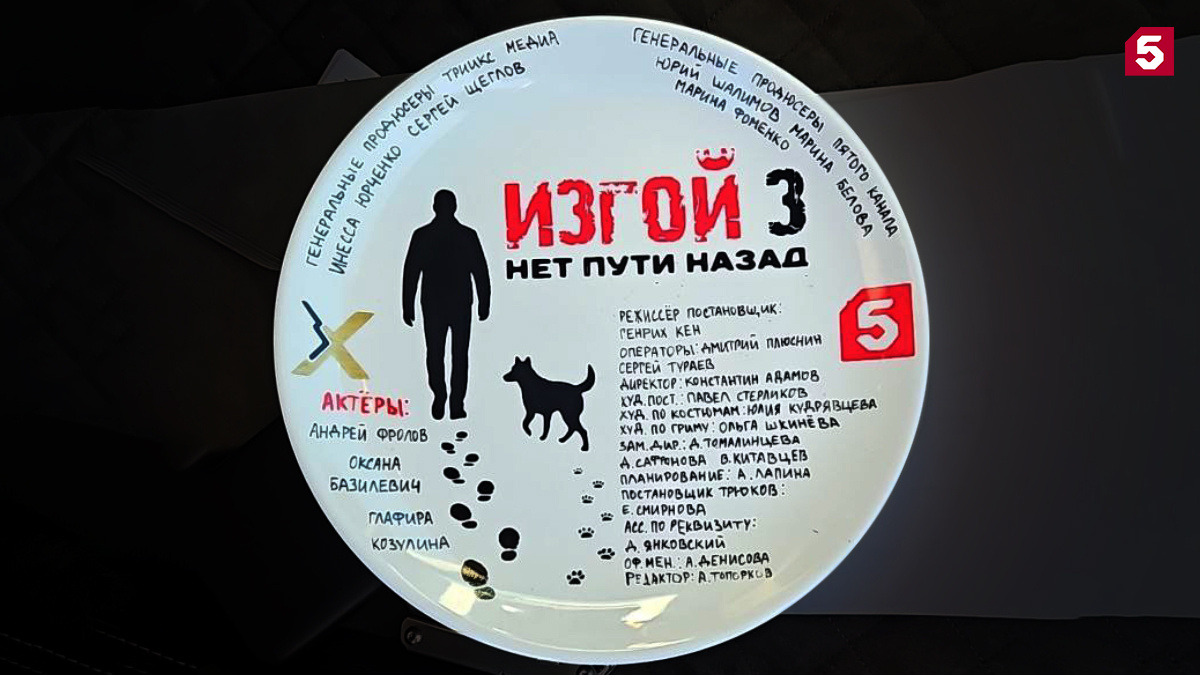 5
ГЕНЕРАЛЬНЫЕ ПРОДЮСЕРЫ ТРИИКС МЕДИА
ИНЕССА ЮРЧЕНКО СЕРГЕЙ ЩЕГЛОВ
ГЕНЕРАЛЬНЫЕ ПРОДЮСЕРЫ ПЯТОГО КАНАЛА
ЮРИЙ ШАЛИМОВ МАРИНА БЕЛОВА
МАРИНА ФОМЕНКО
ИЗГОЙ 3
НЕТ ПУТИ НАЗАД
X
АКТЁРЫ:
АНДРЕЙ ФРОЛОВ
ОКСАНА
БАЗИЛЕВИЧ
ГЛАФИРА
КОЗУЛИНА
5
РЕЖИССЁР ПОСТАНОВЩИК:
ГЕНРИХ КЕН
ОПЕРАТОРЫ: ДМИТРИЙ ПЛЮСНИН
СЕРГЕЙ ТУРАЕВ
ДИРЕКТОР: КОНСТАНТИН АДАМОВ
ХУД. ПОСТ.: ПАВЕЛ СТЕРЛИКОВ
ХУД. ПО КОСТЮМАМ: ЮЛИЯ КУДРЯВЦЕВА
ХУД. ПО ГРИМУ: ОЛЬГА ШКИНЁВА
ЗАМ. ДИР.: Д. ТОМАЛИНЦЕВА
Д. САФРОНОВА В. КИТАВЦЕВ
ПЛАНИРОВАНИЕ: А. ЛАПИНА
ПОСТАНОВЩИК ТРЮКОВ:
Е. СМИРНОВА
АСС. ПО РЕКВИЗИТУ:
Д. ЯНКОВСКИЙ
ОФ. МЕН.: А. ДЕНИСОВА
РЕДАКТОР: А. ТОПОРКОВ